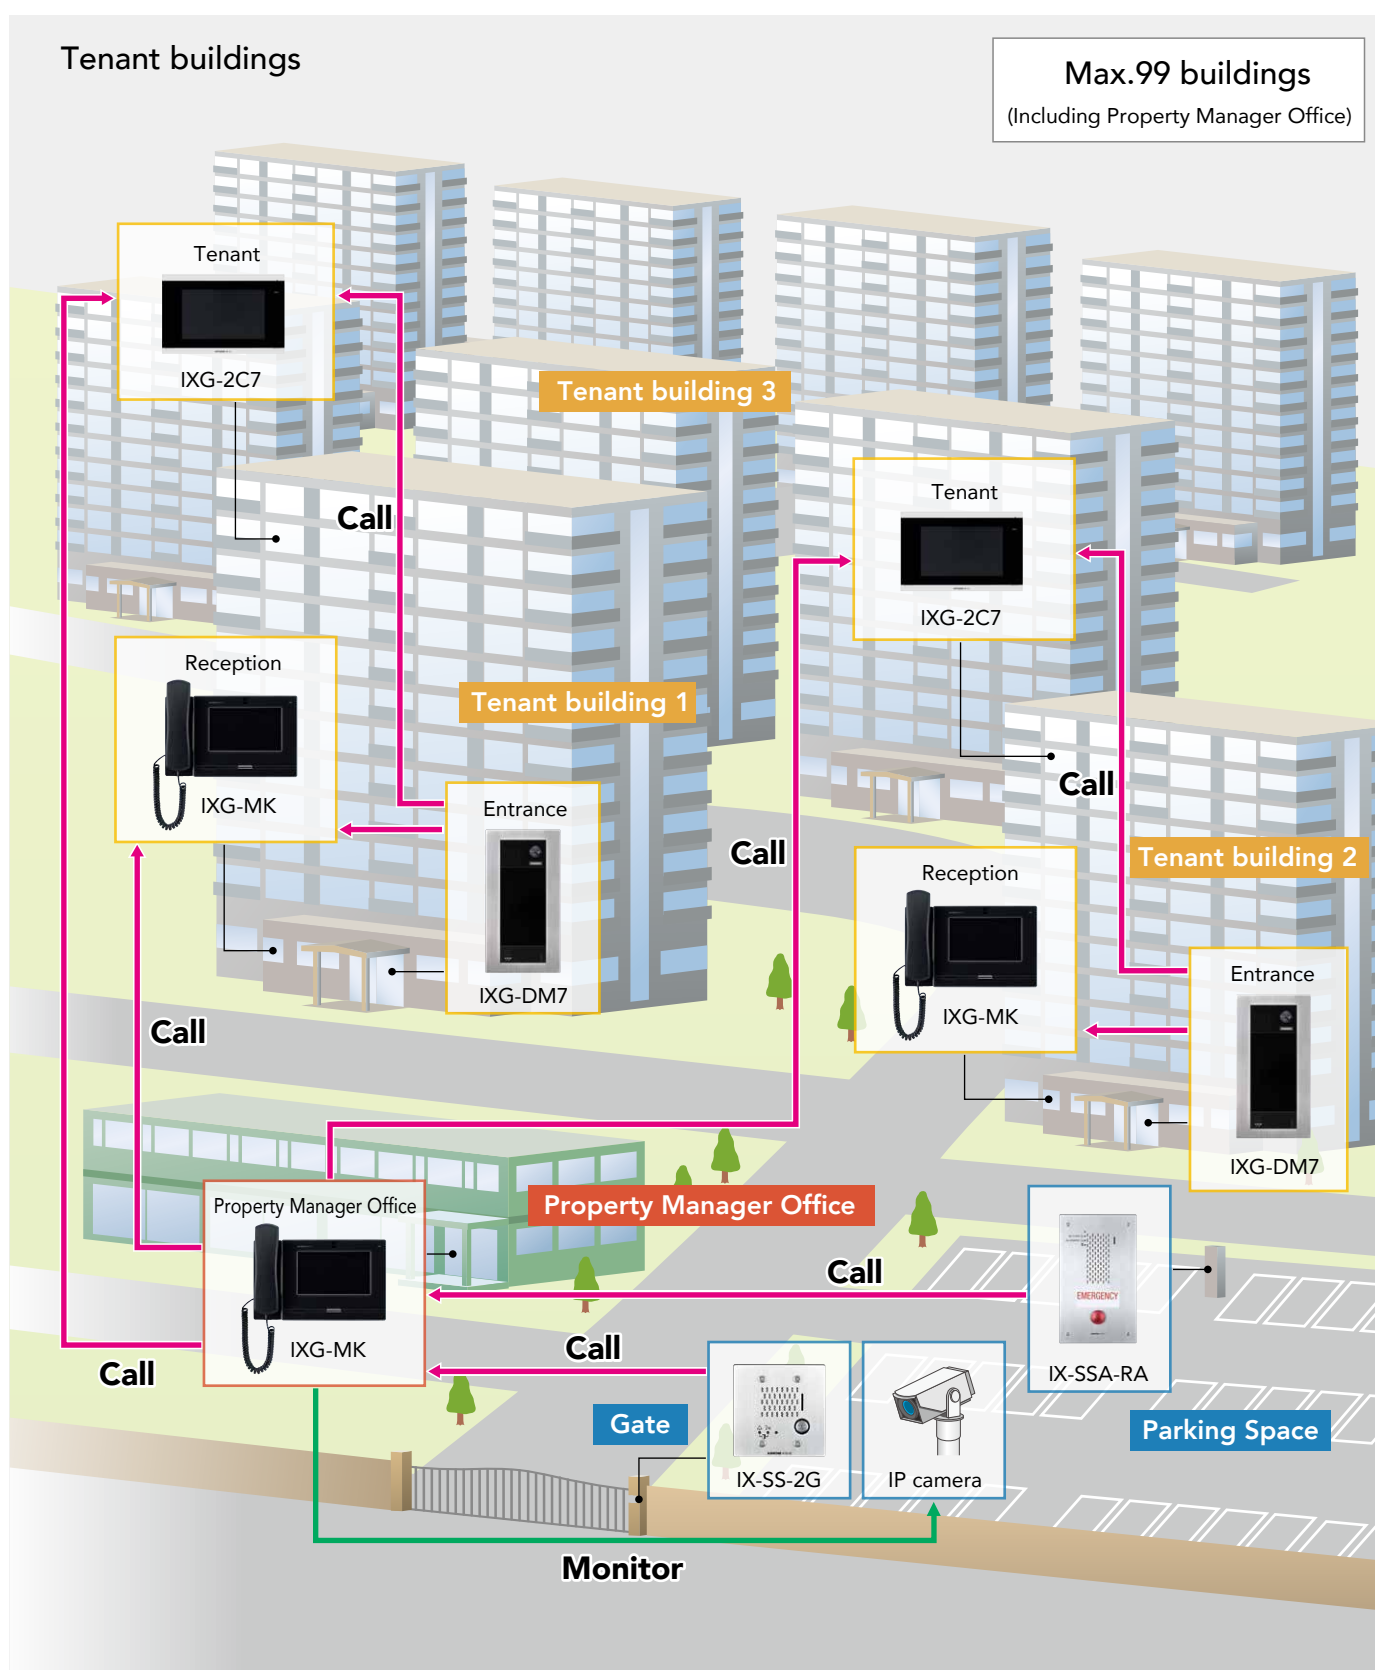 Tenant buildings
Max.99 buildings
(Including Property Manager Office)
Tenant
IXG-2C7
Tenant building 3
Call
Tenant
IXG-2C7
Reception
IXG-MK
Tenant building 1
Entrance
IXG-DM7
Call
Call
Tenant building 2
Reception
IXG-MK
Entrance
IXG-DM7
Call
Property Manager Office
IXG-MK
Property Manager Office
Call
EMERGENCY
IX-SSA-RA
Parking Space
Call
Call
Gate
IX-SS-2G
IP camera
Monitor